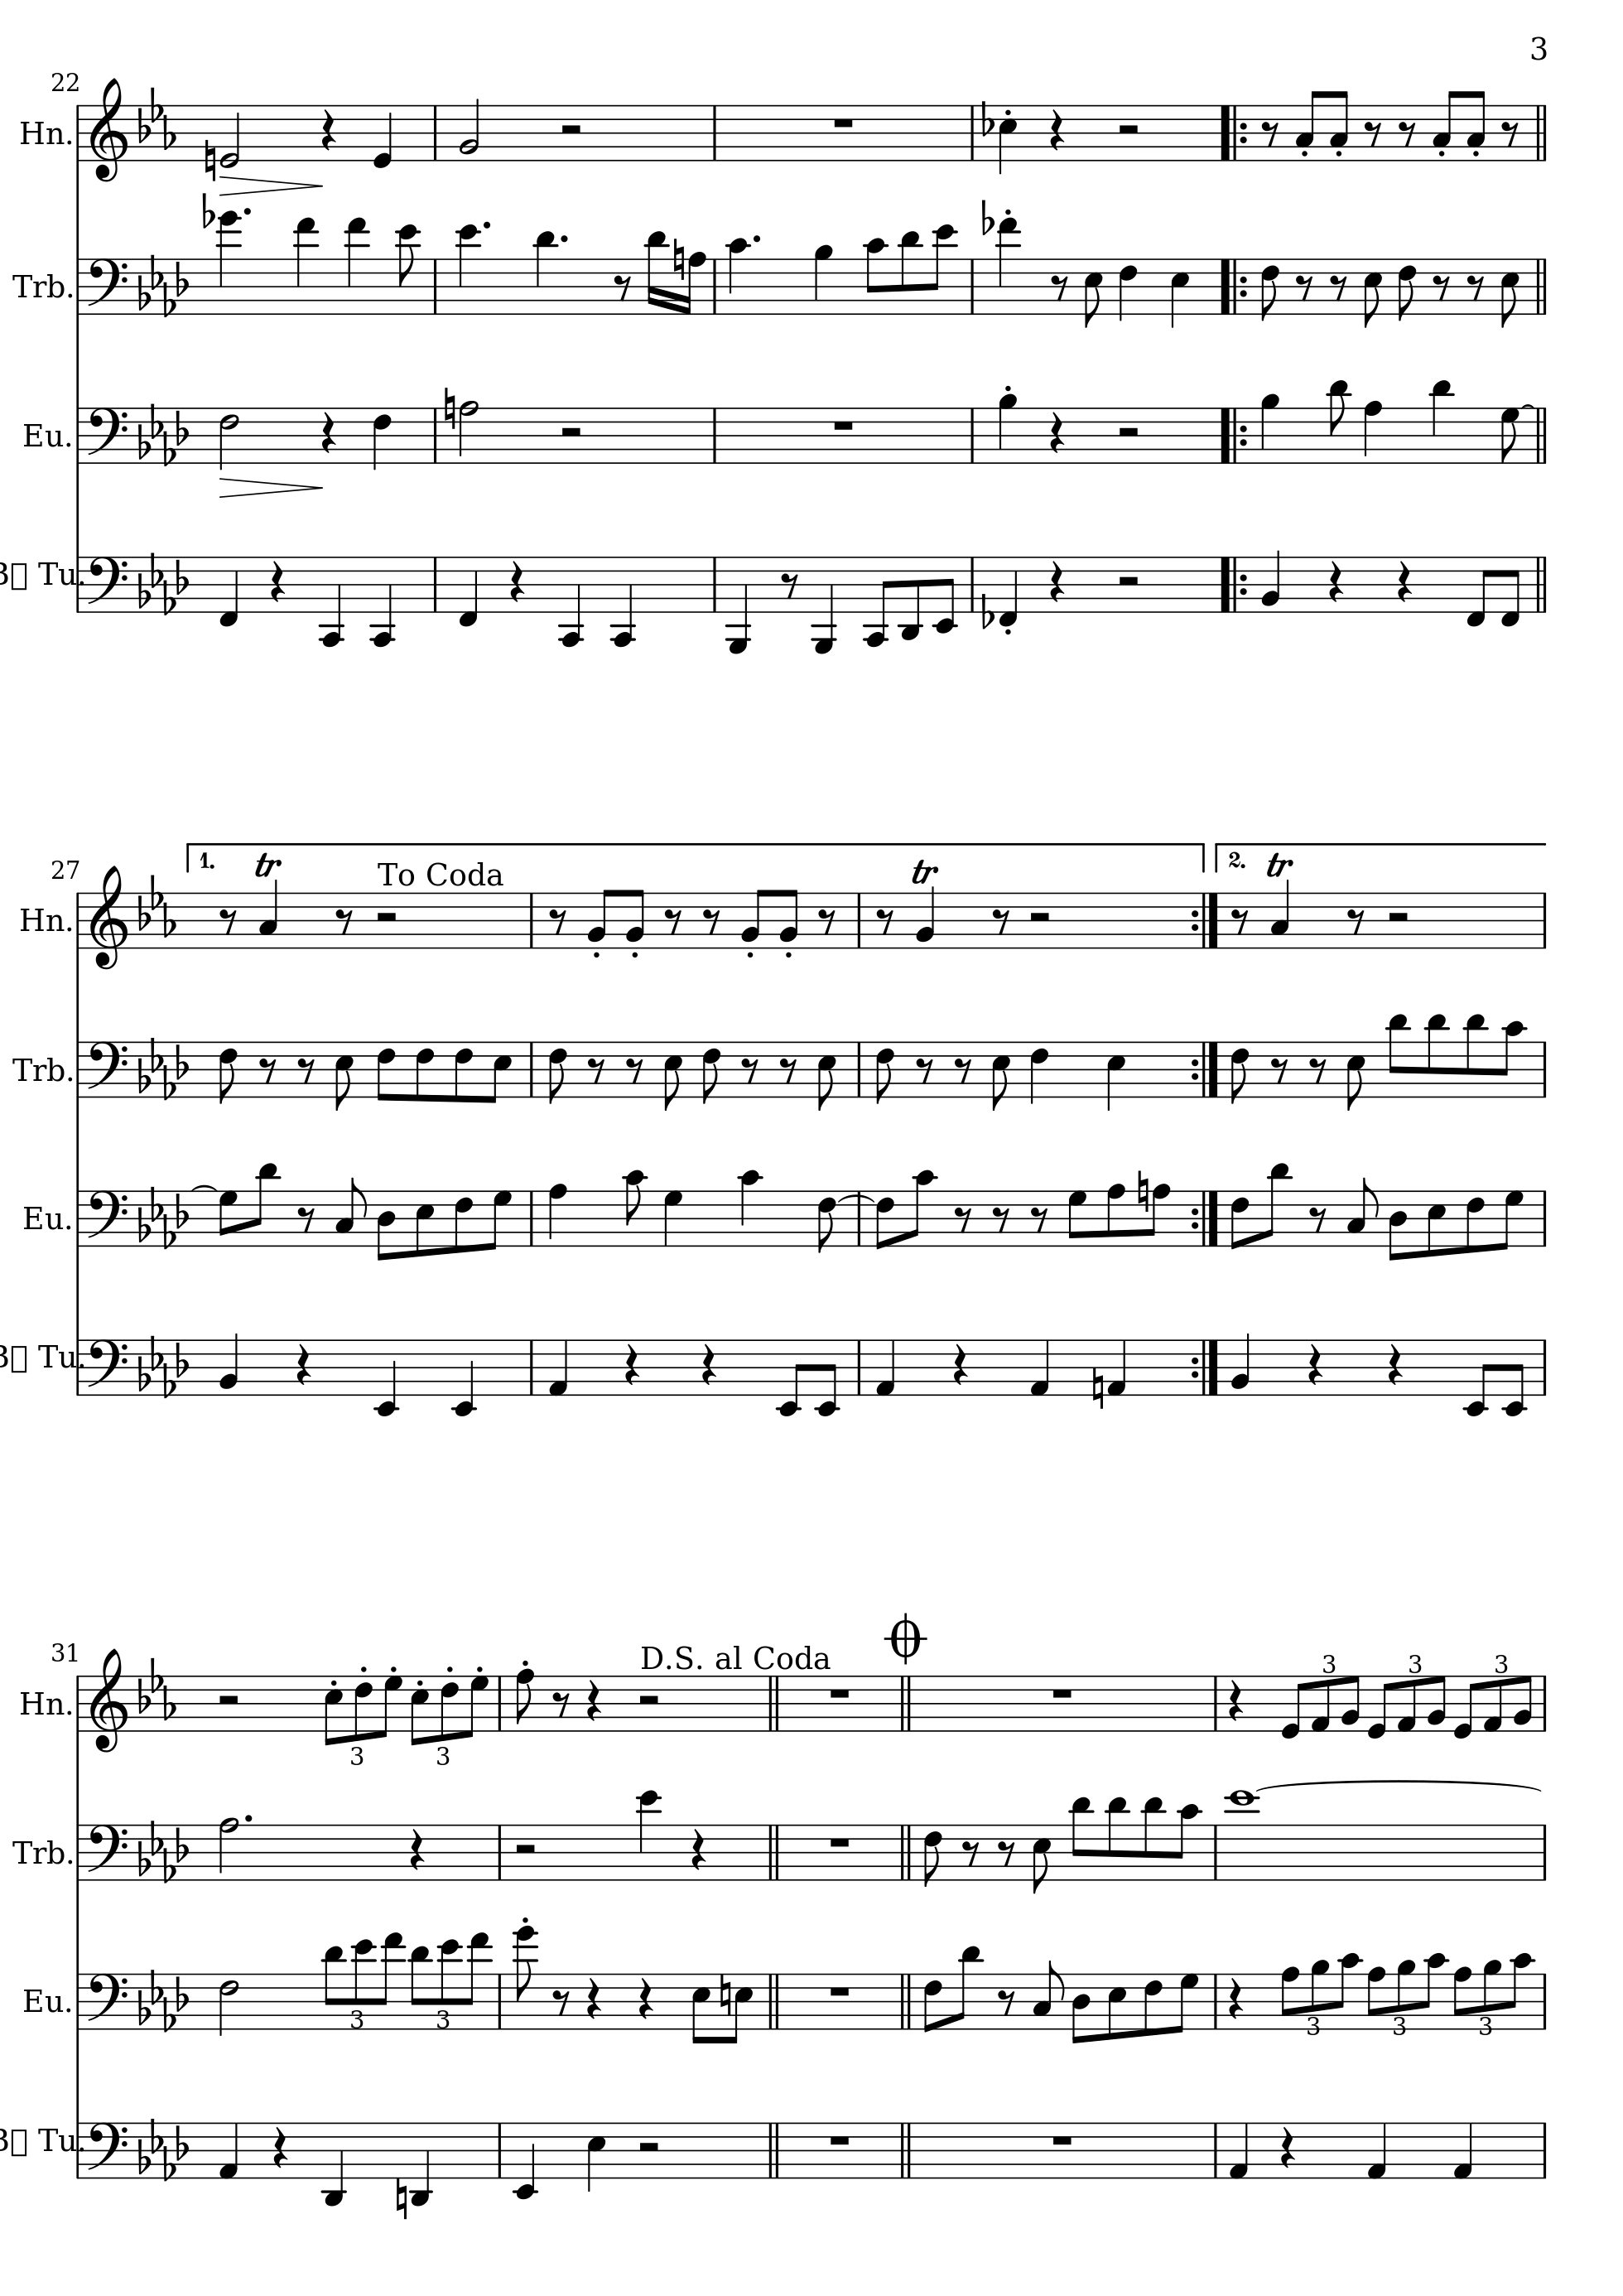 3
22
Hn.
Trb.
Eu.
B▯ Tu.
1.
2.
27
tr
To Coda
tr
tr
Hn.
Trb.
Eu.
B▯ Tu.
31
D.S. al Coda
3 3 3
Hn.
3 3
Trb.
Eu.
3 3 3 3 3
B▯ Tu.